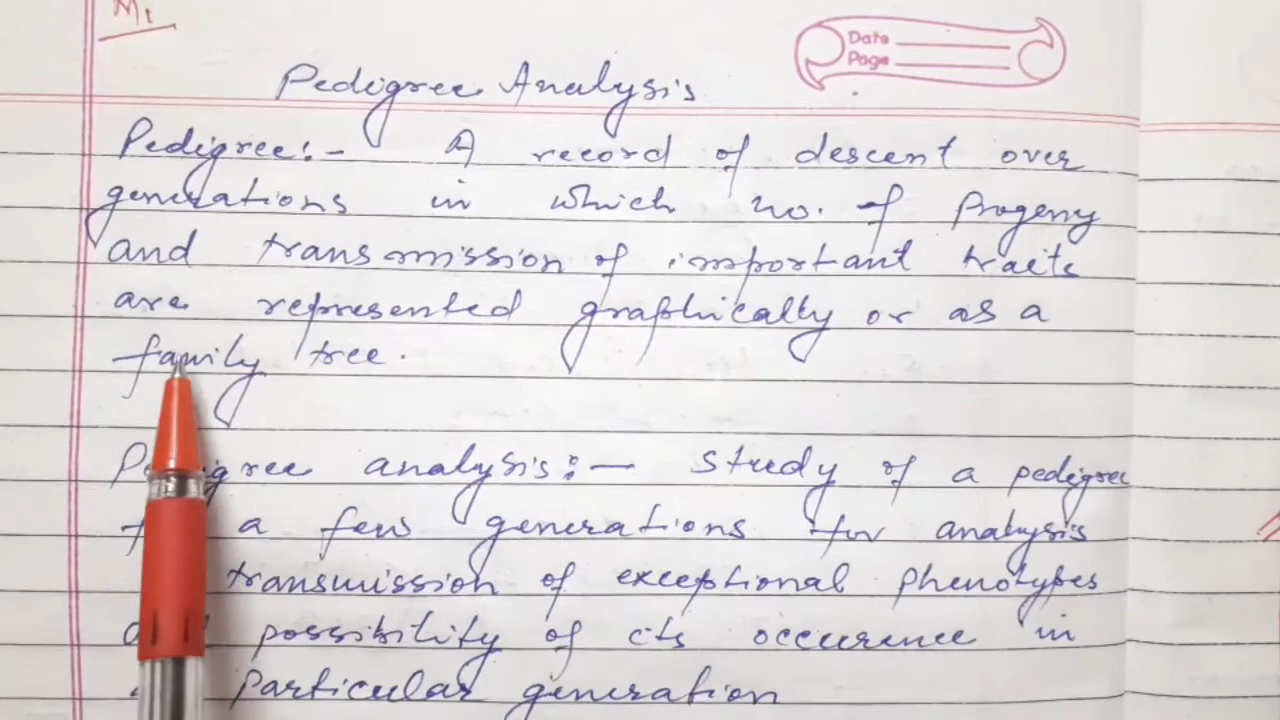 M1
Date
Page
Pedigree Analysis
Pedigree:- A record of descent over
generations in which no. of Progeny
and transmission of important traits
are represented graphically or as a
family tree.
analysis:- Study of a pedigree
a few generations for analysis
transmission of exceptional phenotypes
possibility of its occurence in
particular generation